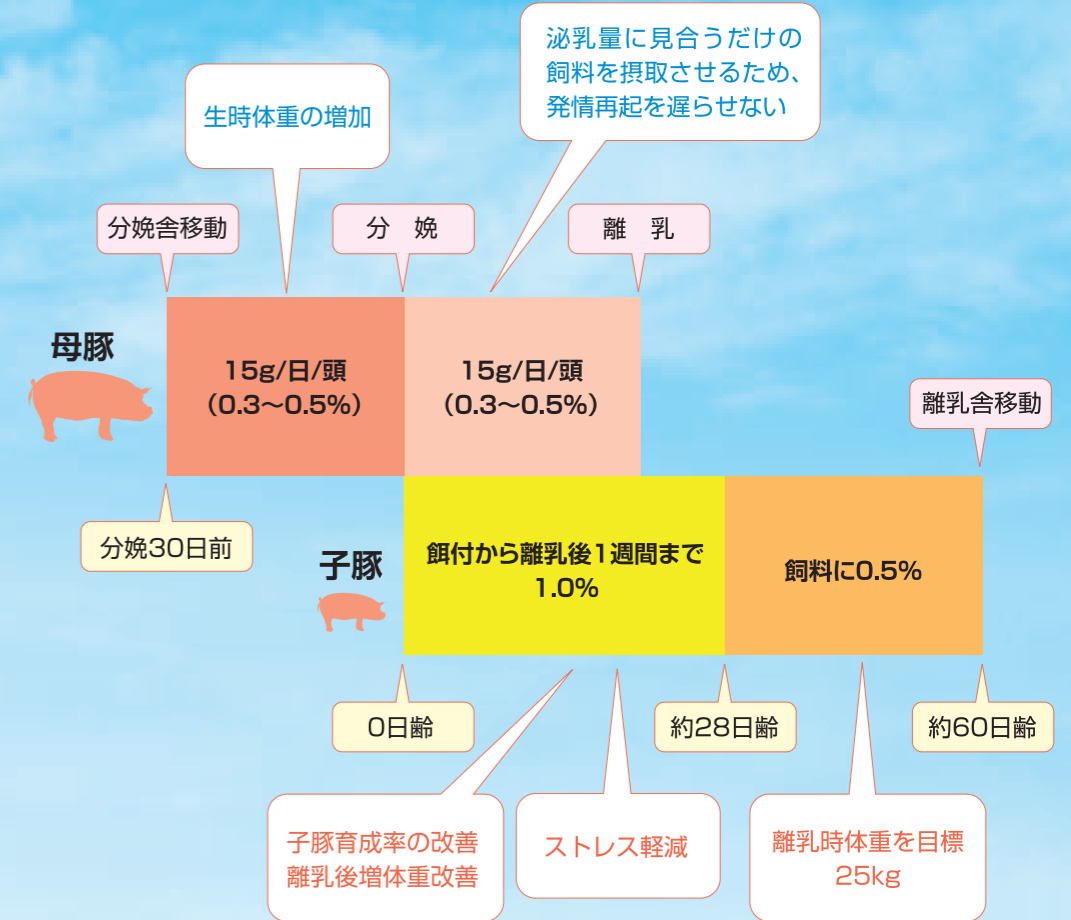 泌乳量に見合うだけの
飼料を摂取させるため、
発情再起を遅らせない
生時体重の増加
分娩舎移動
分　娩
離　乳
母豚
15g/日/頭
（0.3〜0.5%）
15g/日/頭
（0.3〜0.5%）
離乳舎移動
分娩30日前
子豚
餌付から離乳後1週間まで
1.0%
飼料に0.5%
0日齢
約28日齢
約60日齢
子豚育成率の改善
離乳後増体重改善
ストレス軽減
離乳時体重を目標
25kg